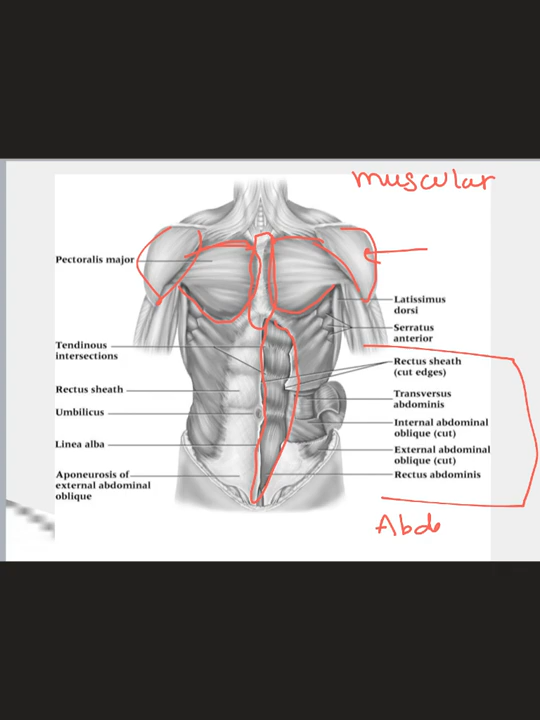 muscular
Pectoralis major
Latissimus
dorsi
Serratus
anterior
Tendinous
intersections
Rectus sheath
(cut edges)
Rectus sheath
Transversus
abdominis
Umbilicus
Internal abdominal
oblique (cut)
Linea alba
External abdominal
oblique (cut)
Aponeurosis of
external abdominal
oblique
Rectus abdominis
Abde